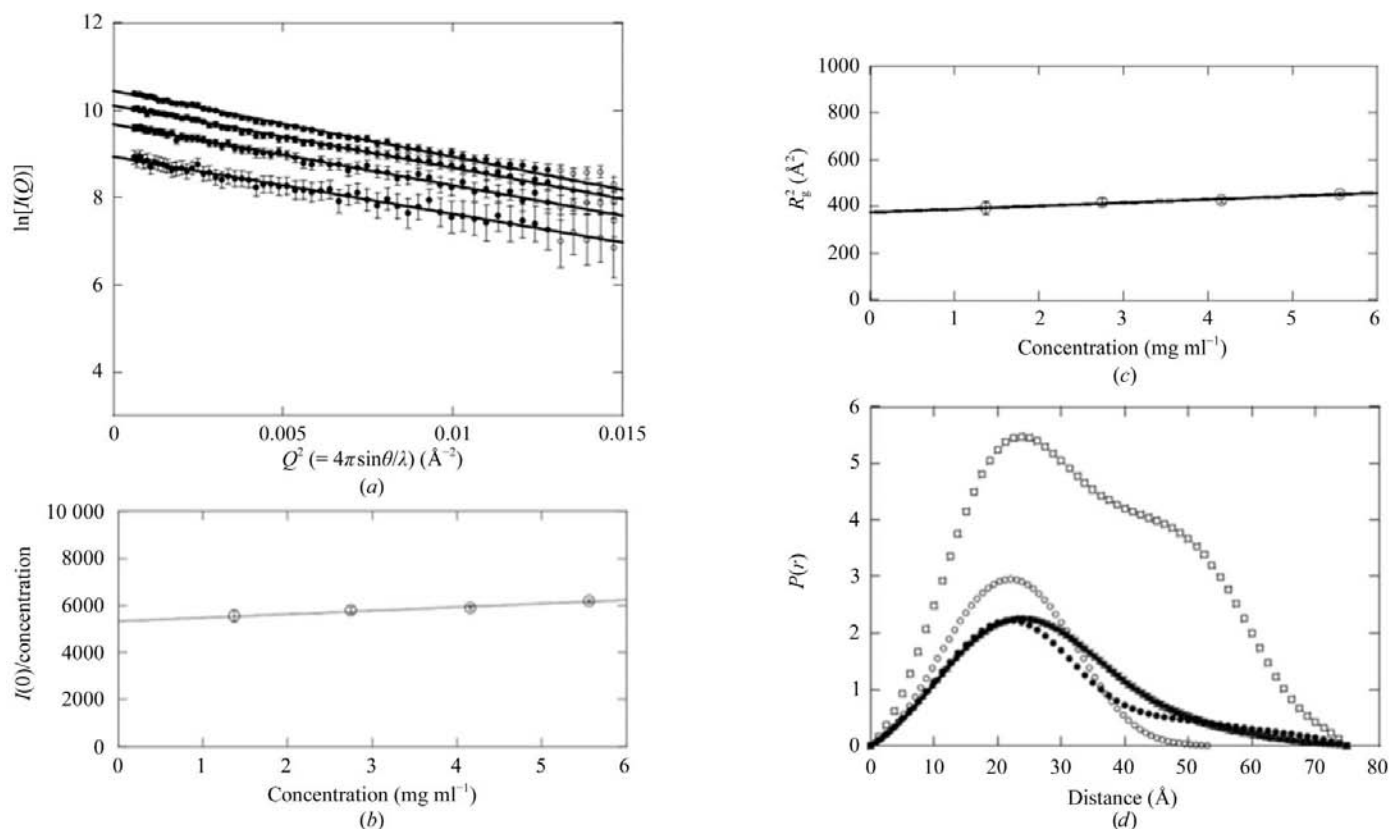 12
10
8
6
4
ln[I(Q)]
0 0.005 0.01 0.015
Q² (= 4π sinθ/λ) (Å⁻²)
(a)
10 000
8000
6000
4000
2000
0
I(0)/concentration
0 1 2 3 4 5 6
Concentration (mg ml⁻¹)
(b)
1000
800
600
400
200
0
R_g² (Å²)
0 1 2 3 4 5 6
Concentration (mg ml⁻¹)
(c)
6
5
4
3
2
1
0
P(r)
0 10 20 30 40 50 60 70 80
Distance (Å)
(d)